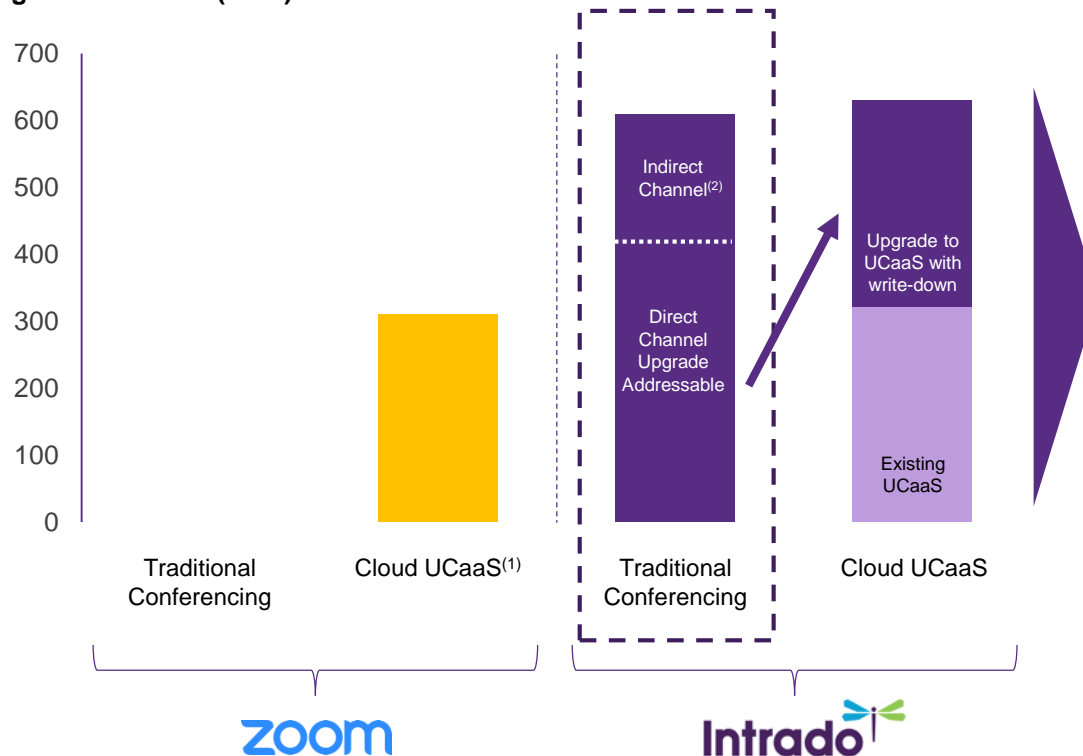 700
600
500
400
300
200
100
0
Indirect
Channel(2)
Direct
Channel
Upgrade
Addressable
Upgrade to
UCaaS with
write-down
Existing
UCaaS
Traditional
Conferencing
Cloud UCaaS(1)
Traditional
Conferencing
Cloud UCaaS
zoom
Intrado